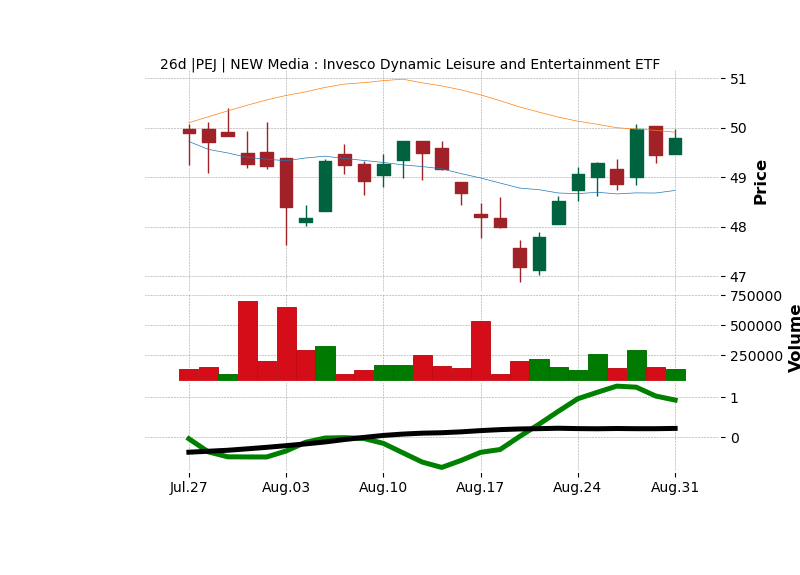 26d |PEJ | NEW Media : Invesco Dynamic Leisure and Entertainment ETF
51
50
49
48
47
Price
750000
500000
250000
Volume
1
0
Jul.27 Aug.03 Aug.10 Aug.17 Aug.24 Aug.31